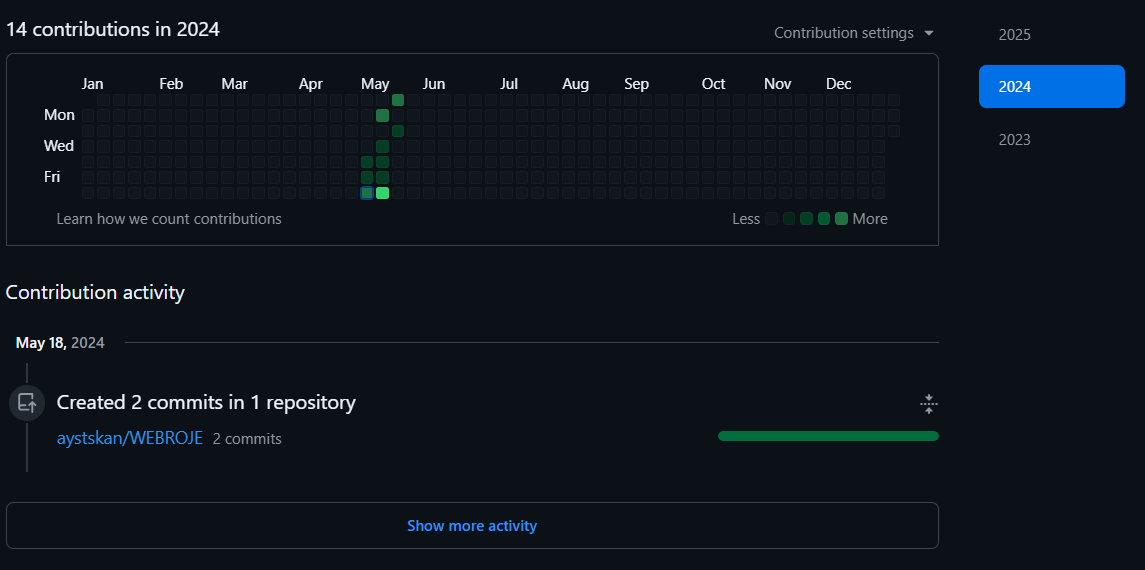 14 contributions in 2024
Contribution settings
2025
2024
2023
Jan Feb Mar Apr May Jun Jul Aug Sep Oct Nov Dec
Mon
Wed
Fri
Learn how we count contributions
Less More
Contribution activity
May 18, 2024
Created 2 commits in 1 repository
aystskan/WEBROJE 2 commits
Show more activity